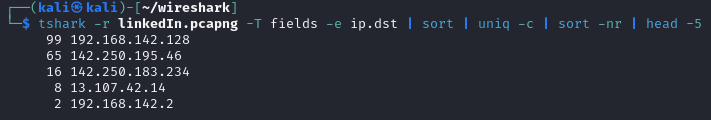 ┌──(kali㉿kali)-[~/wireshark]
└─$ tshark -r linkedIn.pcapng -T fields -e ip.dst | sort | uniq -c | sort -nr | head -5
99 192.168.142.128
65 142.250.195.46
16 142.250.183.234
8 13.107.42.14
2 192.168.142.2